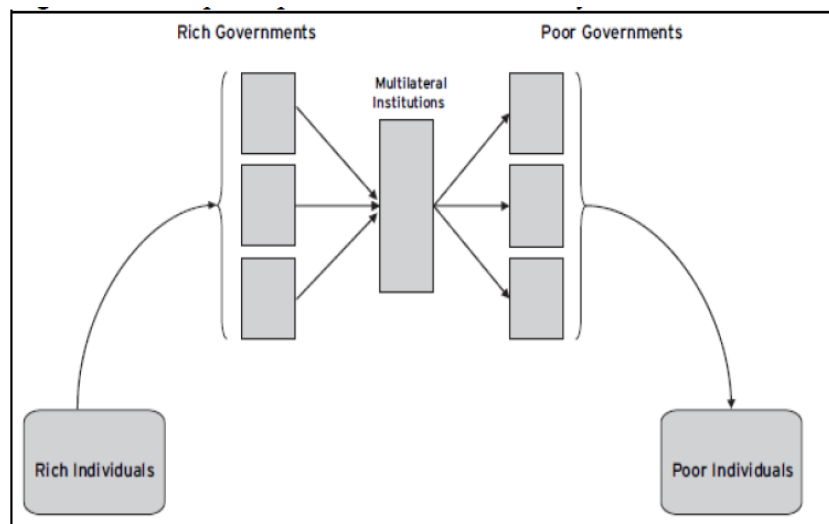 Rich Governments
Poor Governments
Multilateral
Institutions
Rich Individuals
Poor Individuals